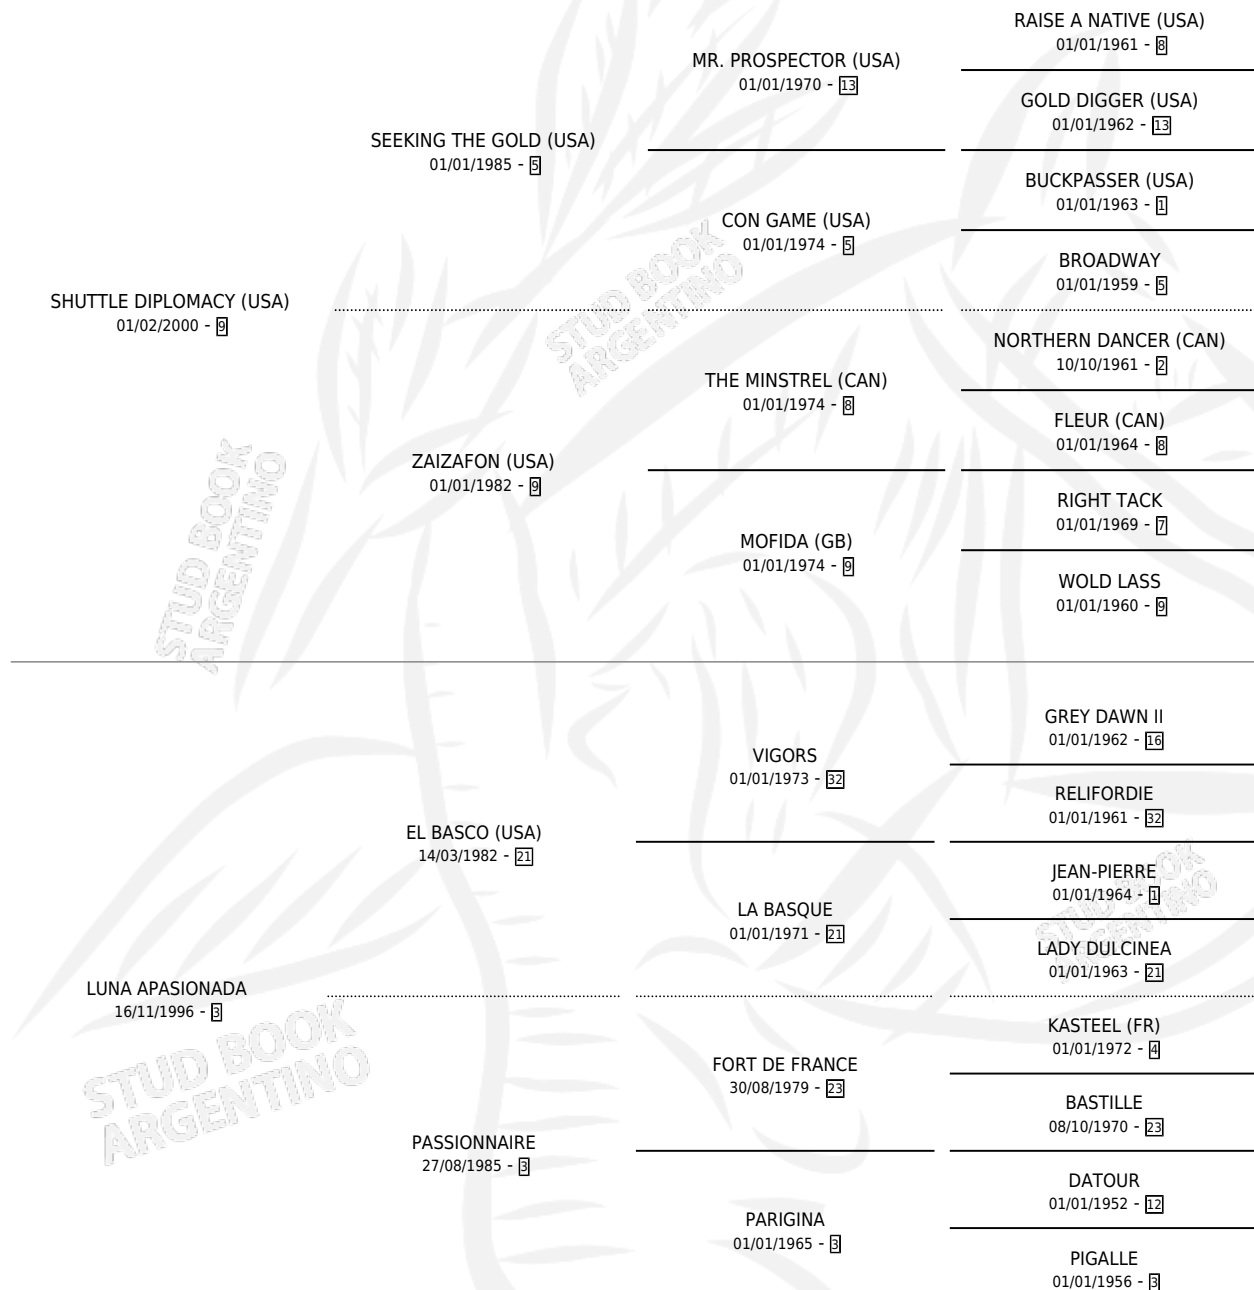 RAISE A NATIVE (USA)
01/01/1961 - 8
MR. PROSPECTOR (USA)
01/01/1970 - 13
GOLD DIGGER (USA)
01/01/1962 - 13
SEEKING THE GOLD (USA)
01/01/1985 - 5
BUCKPASSER (USA)
01/01/1963 - 1
CON GAME (USA)
01/01/1974 - 5
BROADWAY
01/01/1959 - 5
SHUTTLE DIPLOMACY (USA)
01/02/2000 - 9
NORTHERN DANCER (CAN)
10/10/1961 - 2
THE MINSTREL (CAN)
01/01/1974 - 8
FLEUR (CAN)
01/01/1964 - 8
ZAIZAFON (USA)
01/01/1982 - 9
RIGHT TACK
01/01/1969 - 7
MOFIDA (GB)
01/01/1974 - 9
WOLD LASS
01/01/1960 - 9
GREY DAWN II
01/01/1962 - 16
VIGORS
01/01/1973 - 32
RELIFORDIE
01/01/1961 - 32
EL BASCO (USA)
14/03/1982 - 21
JEAN-PIERRE
01/01/1964 - 1
LA BASQUE
01/01/1971 - 21
LADY DULCINEA
01/01/1963 - 21
LUNA APASIONADA
16/11/1996 - 3
KASTEEL (FR)
01/01/1972 - 4
FORT DE FRANCE
30/08/1979 - 23
BASTILLE
08/10/1970 - 23
PASSIONNAIRE
27/08/1985 - 3
DATOUR
01/01/1952 - 12
PARIGINA
01/01/1965 - 3
PIGALLE
01/01/1956 - 3
STUD BOOK
ARGENTINO
STUD BOOK
ARGENTINO
STUD BOOK
ARGENTINO
STUD BOOK
ARGENTINO